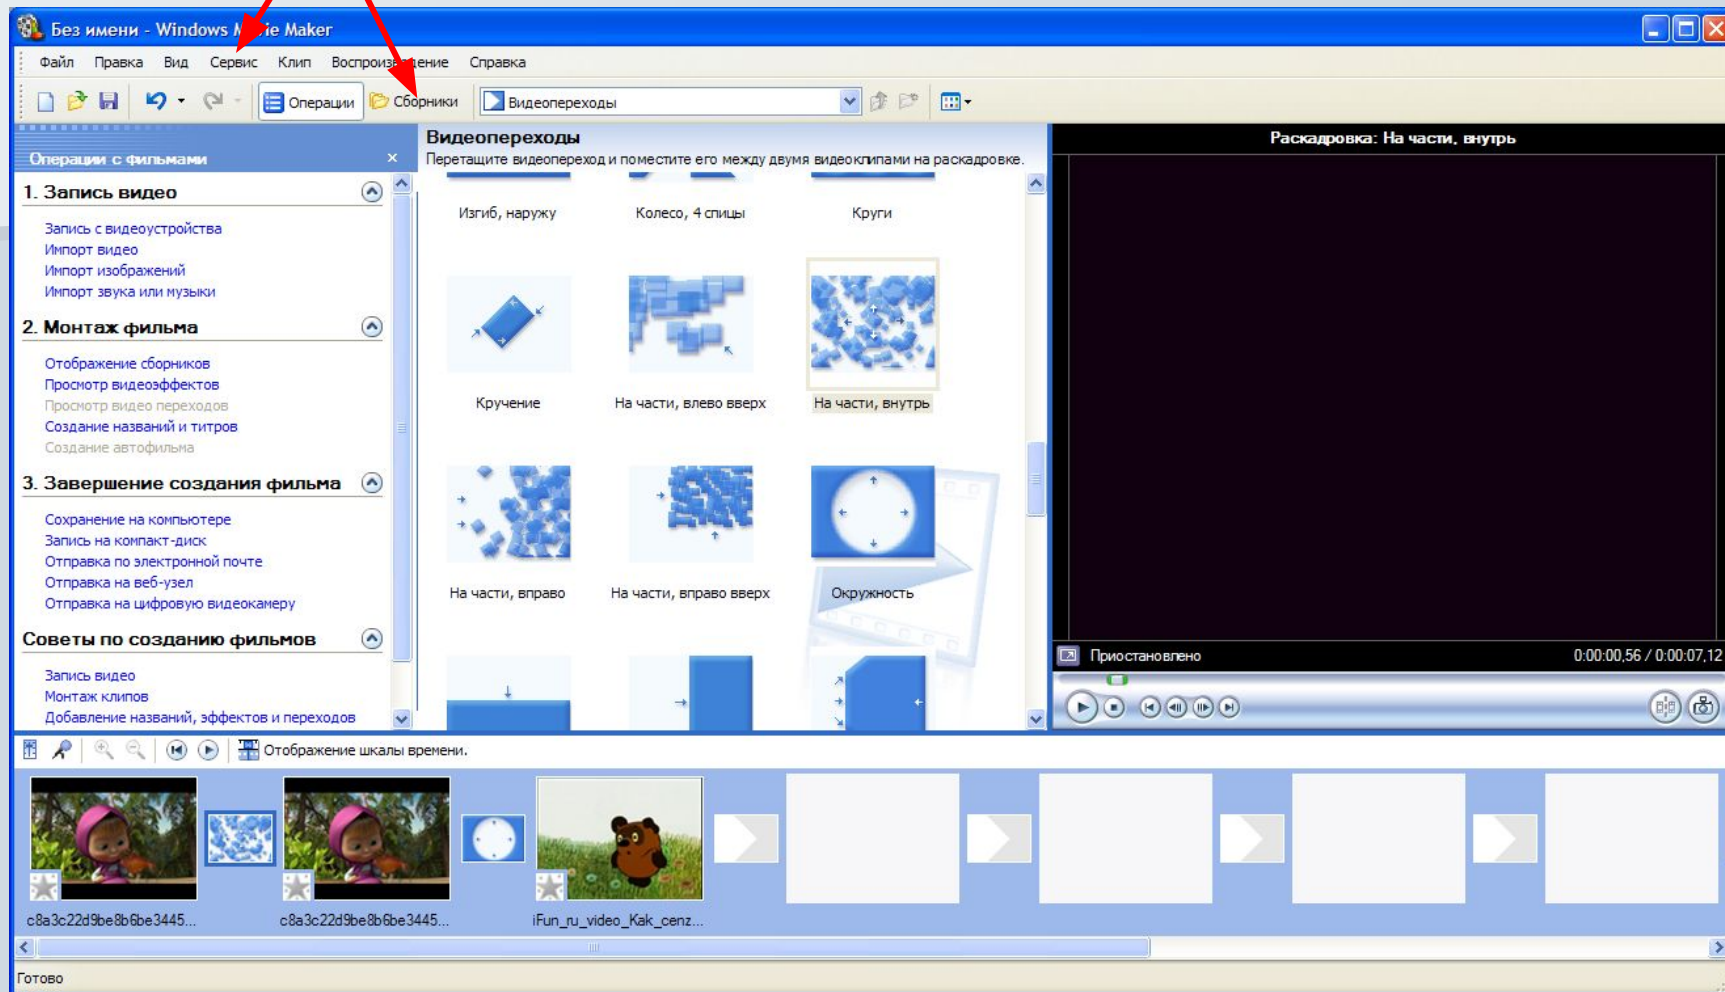 Без имени - Windows Movie Maker
Файл Правка Вид Сервис Клип Воспроизведение Справка
Операции Сборники Видеопереходы
Операции с фильмами
1. Запись видео
Запись с видеоустройства
Импорт видео
Импорт изображений
Импорт звука или музыки
2. Монтаж фильма
Отображение сборников
Просмотр видеоэффектов
Просмотр видео переходов
Создание названий и титров
Создание автофильма
3. Завершение создания фильма
Сохранение на компьютере
Запись на компакт-диск
Отправка по электронной почте
Отправка на веб-узел
Отправка на цифровую видеокамеру
Советы по созданию фильмов
Запись видео
Монтаж клипов
Добавление названий, эффектов и переходов
Видеопереходы
Перетащите видеопереход и поместите его между двумя видеоклипами на раскадровке.
Изгиб, наружу Колесо, 4 спицы Круги
Кручение На части, влево вверх На части, внутрь
На части, вправо На части, вправо вверх Окружность
Раскадровка: На части, внутрь
Приостановлено 0:00:00,56 / 0:00:07,12
Отображение шкалы времени.
c8a3c22d9be8b6be3445... c8a3c22d9be8b6be3445... iFun_ru_video_Kak_cenz...
Готово